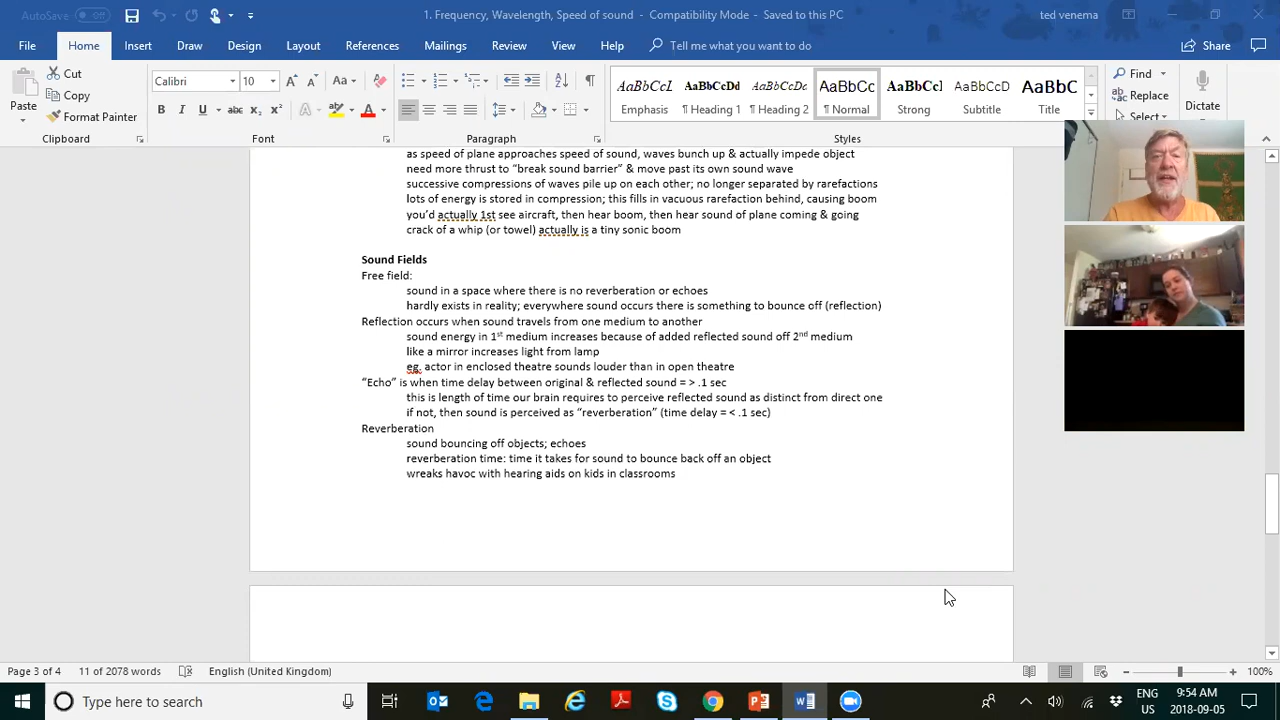 AutoSave Off
1. Frequency, Wavelength, Speed of sound - Compatibility Mode - Saved to this PC
ted venema
File Home Insert Draw Design Layout References Mailings Review View Help Tell me what you want to do Share
Paste
Cut
Copy
Format Painter
Clipboard
Calibri 10
Font
Paragraph
AaBbCcI AaBbCcDd AaBbCcDc AaBbCc AaBbCcI AaBbCcDd AaBbCc
Emphasis ¶ Heading 1 ¶ Heading 2 ¶ Normal Strong Subtitle Title
Styles
Find
Replace
Select
Dictate
as speed of plane approaches speed of sound, waves bunch up & actually impede object
need more thrust to “break sound barrier” & move past its own sound wave
successive compressions of waves pile up on each other; no longer separated by rarefactions
lots of energy is stored in compression; this fills in vacuous rarefaction behind, causing boom
you’d actually 1st see aircraft, then hear boom, then hear sound of plane coming & going
crack of a whip (or towel) actually is a tiny sonic boom
Sound Fields
Free field:
sound in a space where there is no reverberation or echoes
hardly exists in reality; everywhere sound occurs there is something to bounce off (reflection)
Reflection occurs when sound travels from one medium to another
sound energy in 1st medium increases because of added reflected sound off 2nd medium
like a mirror increases light from lamp
eg. actor in enclosed theatre sounds louder than in open theatre
“Echo” is when time delay between original & reflected sound = > .1 sec
this is length of time our brain requires to perceive reflected sound as distinct from direct one
if not, then sound is perceived as “reverberation” (time delay = < .1 sec)
Reverberation
sound bouncing off objects; echoes
reverberation time: time it takes for sound to bounce back off an object
wreaks havoc with hearing aids on kids in classrooms
Page 3 of 4 11 of 2078 words English (United Kingdom) 100%
Type here to search
ENG
US
9:54 AM
2018-09-05